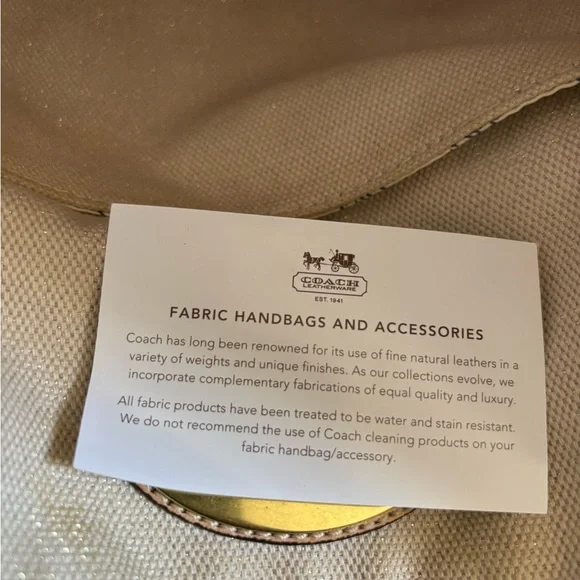 COACH
LEATHERWARE
EST. 1941
FABRIC HANDBAGS AND ACCESSORIES
Coach has long been renowned for its use of fine natural leathers in a
variety of weights and unique finishes. As our collections evolve, we
incorporate complementary fabrications of equal quality and luxury.
All fabric products have been treated to be water and stain resistant.
We do not recommend the use of Coach cleaning products on your
fabric handbag/accessory.